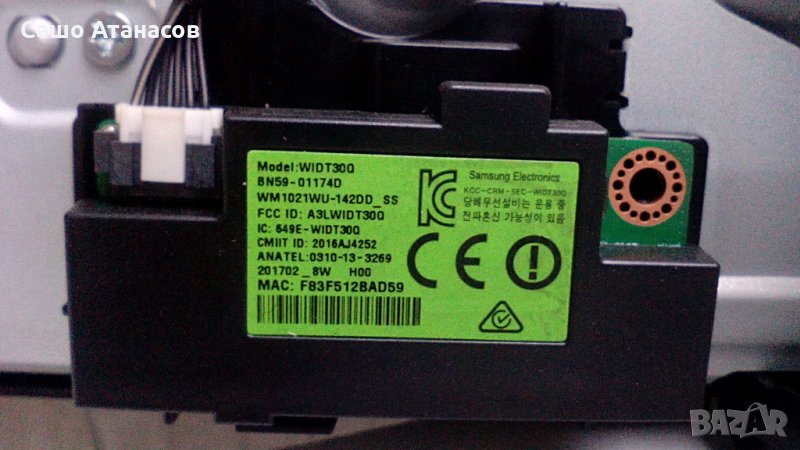 Сашо Атанасов
Model:WIDT30Q
BN59-01174D
WM1021WU-142DD_SS
FCC ID: A3LWIDT30Q
IC: 649E-WIDT30Q
CMIIT ID: 2016AJ4252
ANATEL:0310-13-3269
201702_8W H00
MAC: F83F512BAD59
Samsung Electronics
KCC-CRM-SEC-WIDT30Q
당해무선설비는 운용 중
전파혼신 가능성이 있음
CE
BAZAR